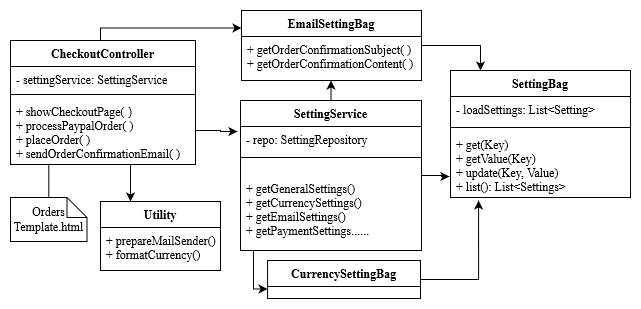 EmailSettingBag
+ getOrderConfirmationSubject( )
+ getOrderConfirmationContent( )
CheckoutController
- settingService: SettingService
+ showCheckoutPage( )
+ processPaypalOrder( )
+ placeOrder( )
+ sendOrderConfirmationEmail( )
SettingBag
- loadSettings: List<Setting>
+ get(Key)
+ getValue(Key)
+ update(Key, Value)
+ list(): List<Settings>
SettingService
- repo: SettingRepository
+ getGeneralSettings()
+ getCurrencySettings()
+ getEmailSettings()
+ getPaymentSettings......
Orders
Template.html
Utility
+ prepareMailSender()
+ formatCurrency()
CurrencySettingBag